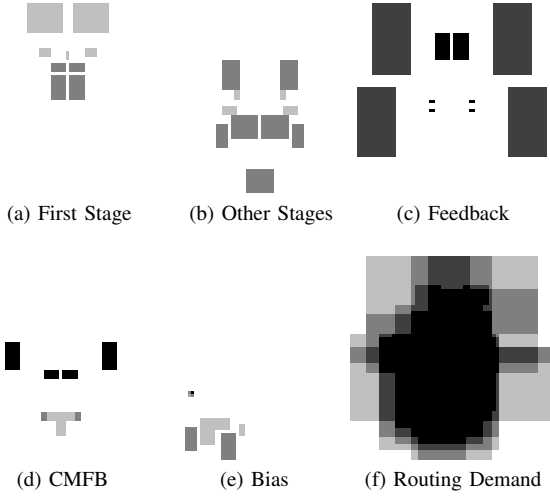 (a) First Stage
(b) Other Stages
(c) Feedback
(d) CMFB
(e) Bias
(f) Routing Demand